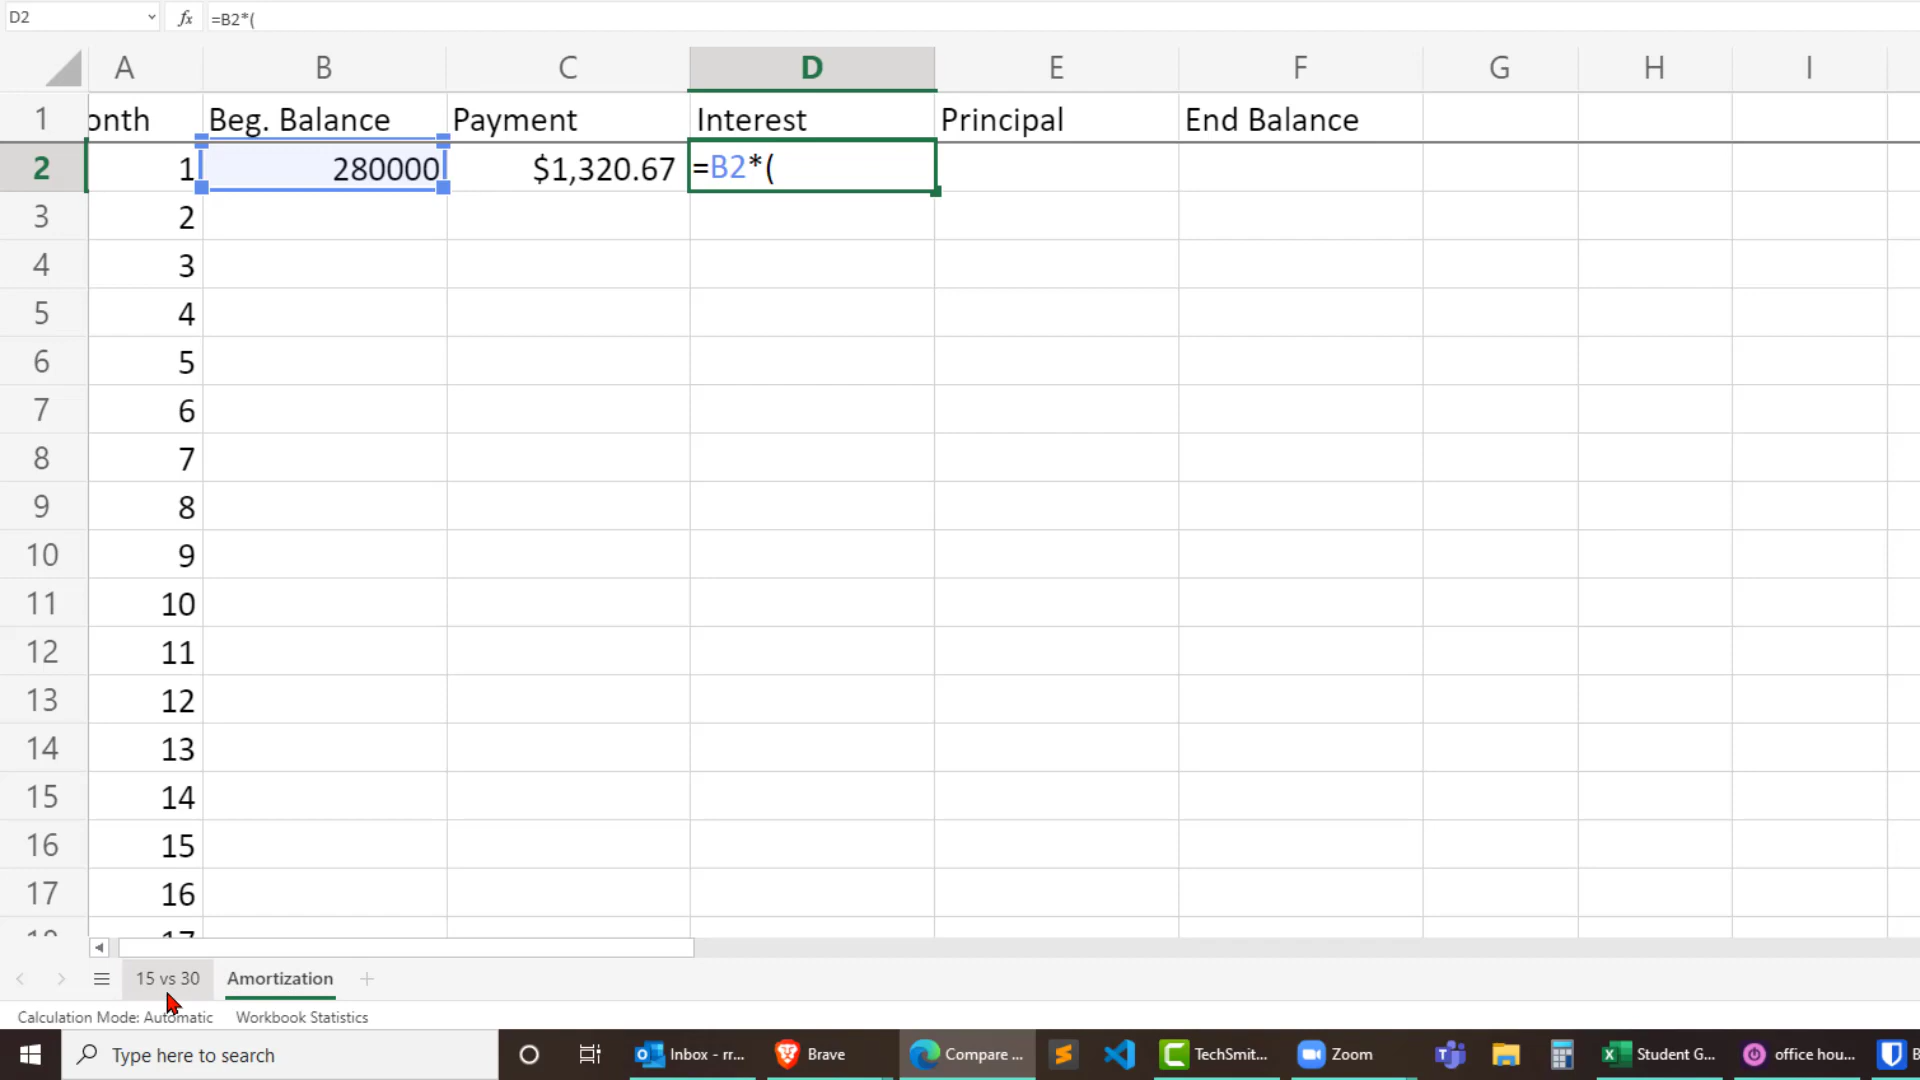 D2 fx =B2*(
A B C D E F G H I
1 onth Beg. Balance Payment Interest Principal End Balance
2 1 280000 $1,320.67 =B2*(
3 2
4 3
5 4
6 5
7 6
8 7
9 8
10 9
11 10
12 11
13 12
14 13
15 14
16 15
17 16
15 vs 30 Amortization +
Calculation Mode: Automatic Workbook Statistics
Type here to search Inbox - rr... Brave Compare ... TechSmit... Zoom Student G... office hou...